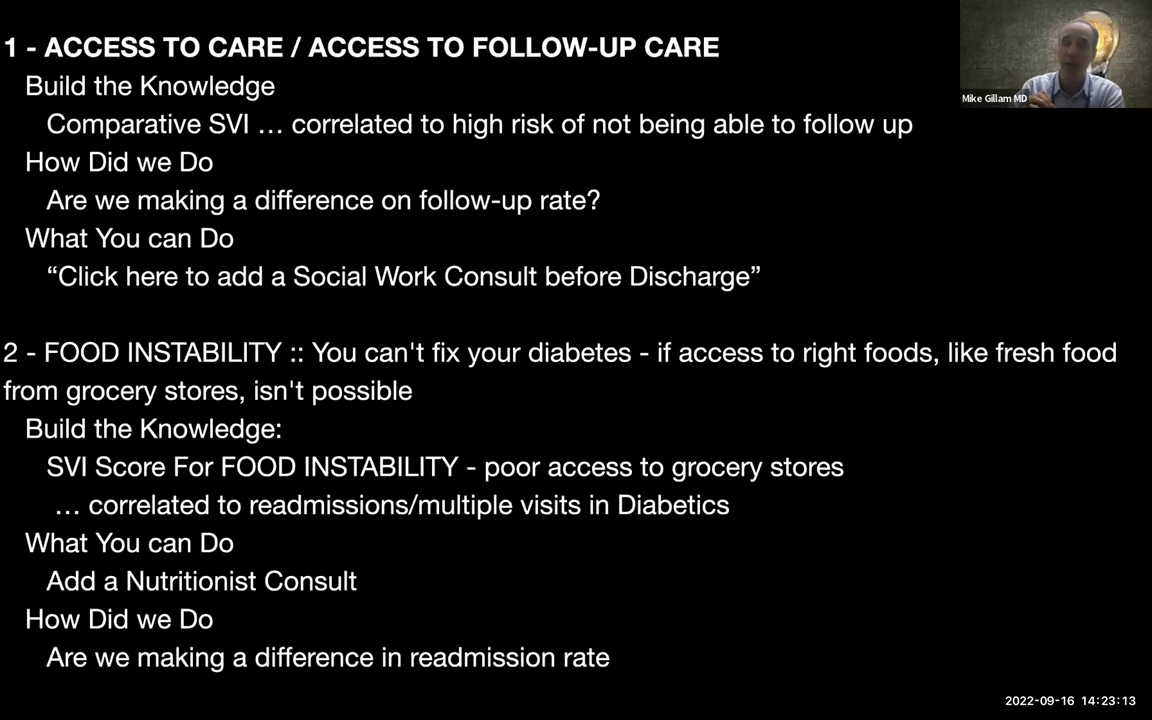 1 - ACCESS TO CARE / ACCESS TO FOLLOW-UP CARE
Build the Knowledge
Comparative SVI … correlated to high risk of not being able to follow up
How Did we Do
Are we making a difference on follow-up rate?
What You can Do
“Click here to add a Social Work Consult before Discharge”
2 - FOOD INSTABILITY :: You can't fix your diabetes - if access to right foods, like fresh food
from grocery stores, isn't possible
Build the Knowledge:
SVI Score For FOOD INSTABILITY - poor access to grocery stores
… correlated to readmissions/multiple visits in Diabetics
What You can Do
Add a Nutritionist Consult
How Did we Do
Are we making a difference in readmission rate
Mike Gillam MD
2022-09-16 14:23:13